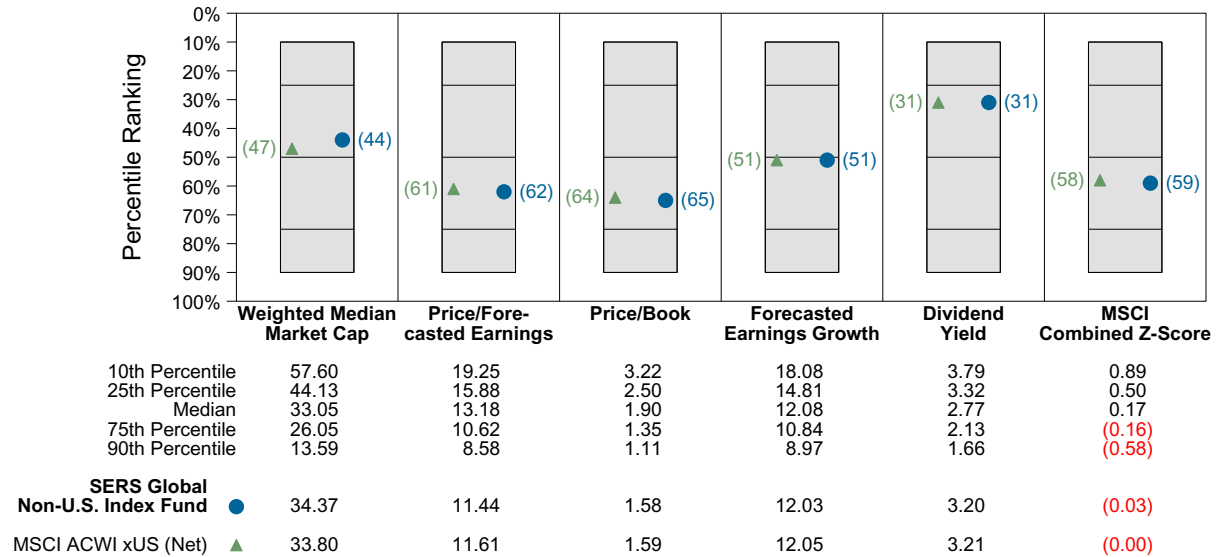 Percentile Ranking
0%
10%
20%
30%
40%
50%
60%
70%
80%
90%
100%
(47) (44)
(61) (62)
(64) (65)
(51) (51)
(31) (31)
(58) (59)
Weighted Median
Market Cap
Price/Fore-
casted Earnings
Price/Book
Forecasted
Earnings Growth
Dividend
Yield
MSCI
Combined Z-Score
10th Percentile 57.60 19.25 3.22 18.08 3.79 0.89
25th Percentile 44.13 15.88 2.50 14.81 3.32 0.50
Median 33.05 13.18 1.90 12.08 2.77 0.17
75th Percentile 26.05 10.62 1.35 10.84 2.13 (0.16)
90th Percentile 13.59 8.58 1.11 8.97 1.66 (0.58)
SERS Global
Non-U.S. Index Fund 34.37 11.44 1.58 12.03 3.20 (0.03)
MSCI ACWI xUS (Net) 33.80 11.61 1.59 12.05 3.21 (0.00)